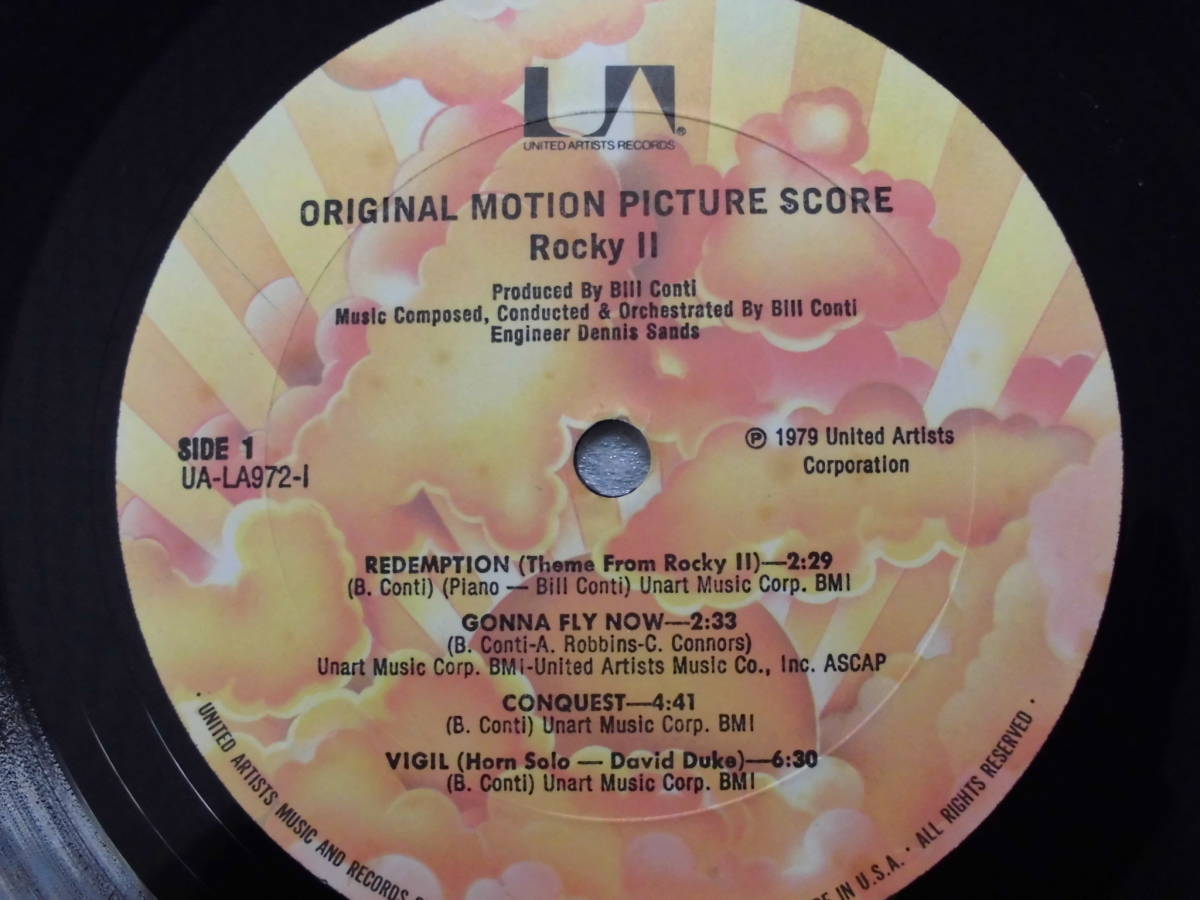 UA®
UNITED ARTISTS RECORDS
ORIGINAL MOTION PICTURE SCORE
Rocky II
Produced By Bill Conti
Music Composed, Conducted & Orchestrated By Bill Conti
Engineer Dennis Sands
SIDE 1
UA-LA972-I
℗ 1979 United Artists
Corporation
REDEMPTION (Theme From Rocky II)—2:29
(B. Conti) (Piano — Bill Conti) Unart Music Corp. BMI
GONNA FLY NOW—2:33
(B. Conti-A. Robbins-C. Connors)
Unart Music Corp. BMI-United Artists Music Co., Inc. ASCAP
CONQUEST—4:41
(B. Conti) Unart Music Corp. BMI
VIGIL (Horn Solo — David Duke)—6:30
(B. Conti) Unart Music Corp. BMI
· UNITED ARTISTS MUSIC AND RECORDS
IN U.S.A. · ALL RIGHTS RESERVED ·